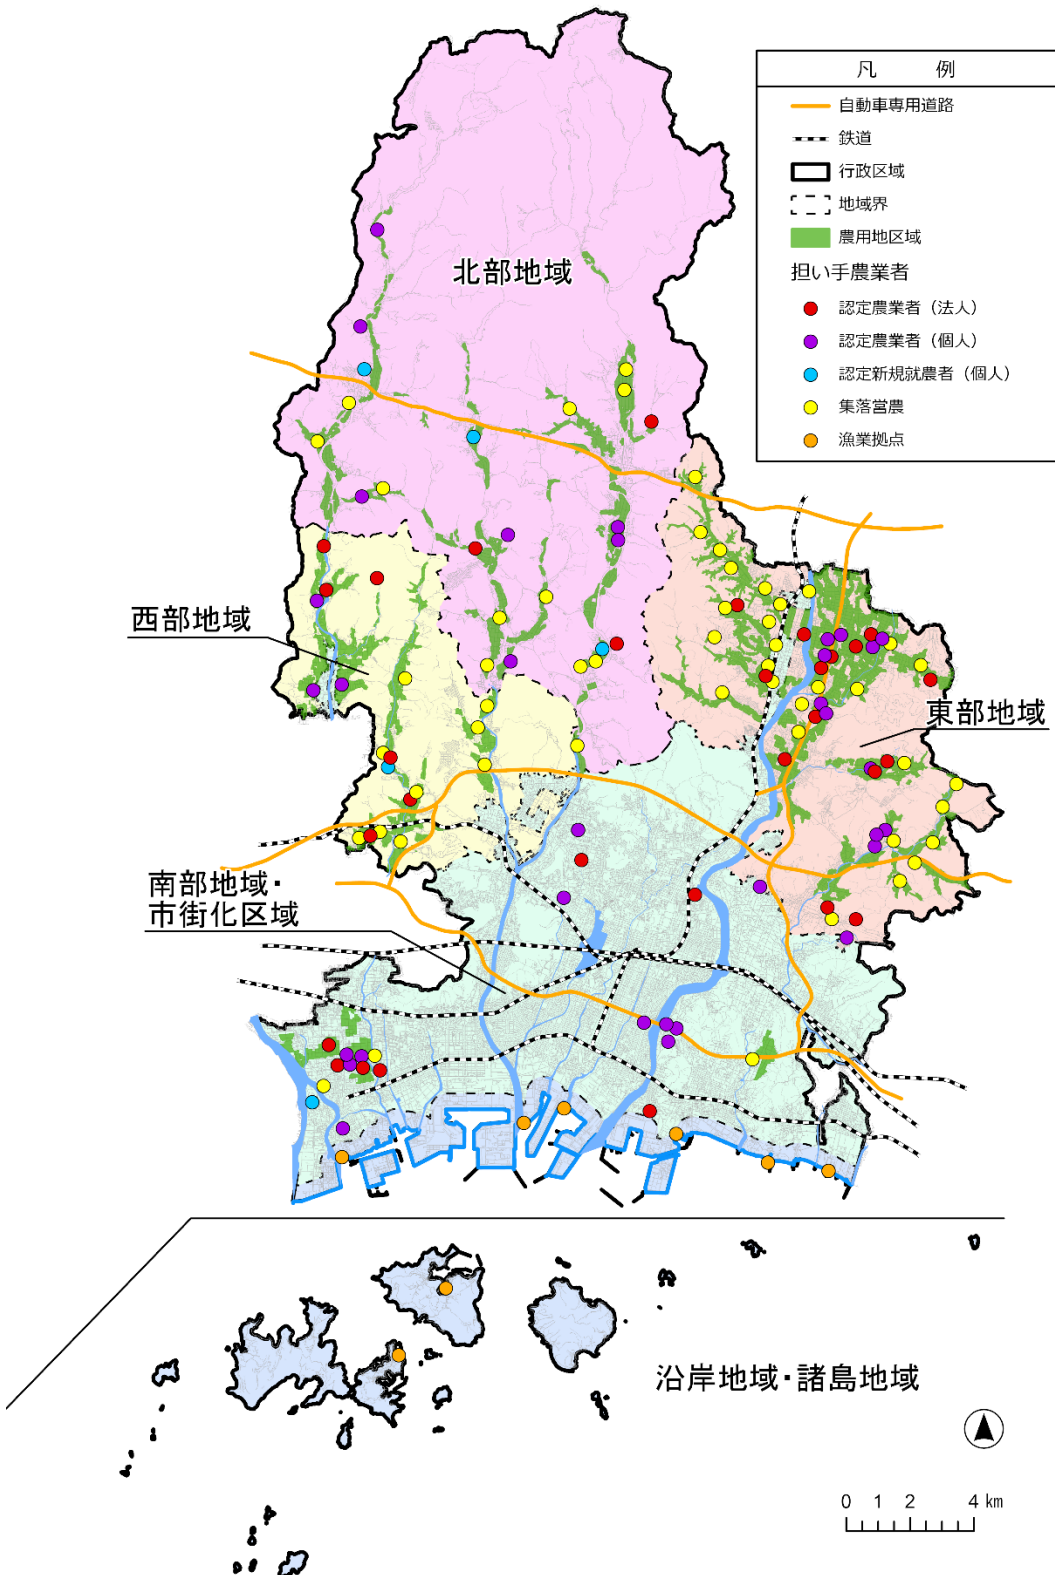 凡 例
自動車専用道路
鉄道
行政区域
地域界
農用地区域
担い手農業者
認定農業者（法人）
認定農業者（個人）
認定新規就農者（個人）
集落営農
漁業拠点
北部地域
西部地域
東部地域
南部地域・
市街化区域
沿岸地域・諸島地域
0 1 2 4 km